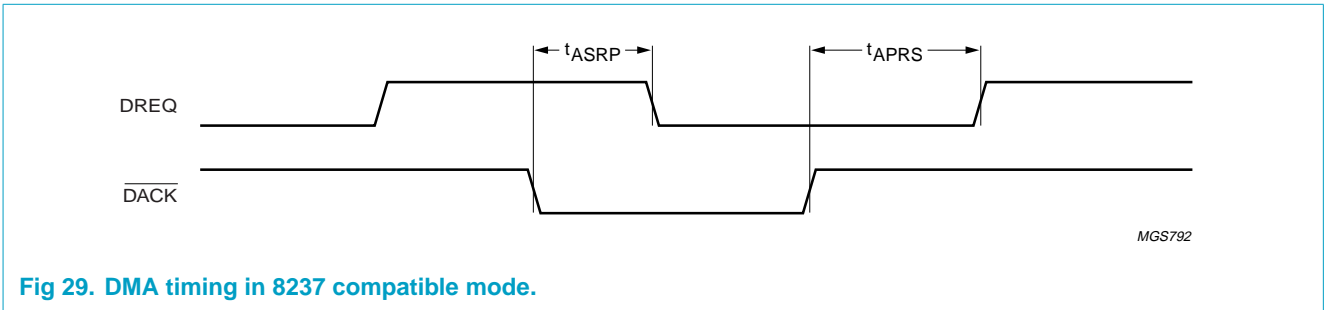 tASRP
tAPRS
DREQ
DACK
MGS792
Fig 29. DMA timing in 8237 compatible mode.